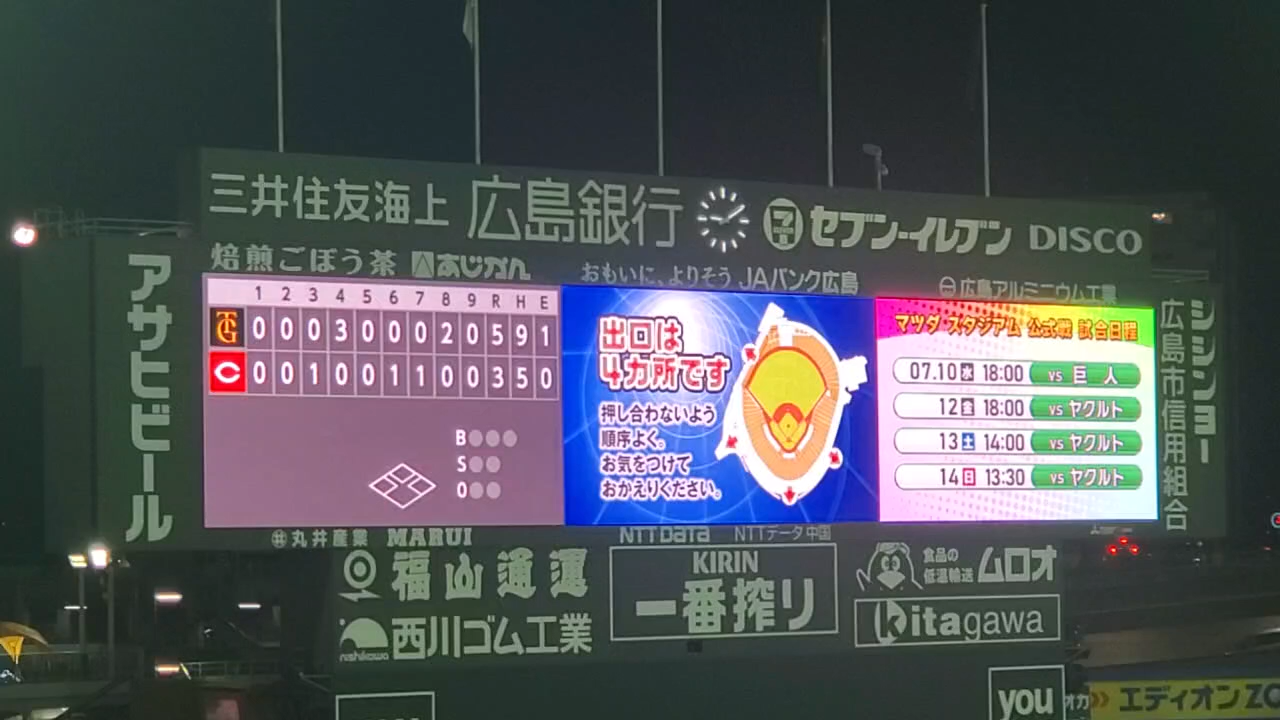 三井住友海上 広島銀行 セブン-イレブン DISCO
焙煎ごぼう茶 あじかん おもいに、よりそう JAバンク広島 広島アルミニウム工業
アサヒビール
1 2 3 4 5 6 7 8 9 R H E
TG 0 0 0 3 0 0 0 2 0 5 9 1
C 0 0 1 0 0 1 1 0 0 3 5 0
B
S
O
出口は
4カ所です
押し合わないよう
順序よく。
お気をつけて
おかえりください。
マツダ スタジアム 公式戦 試合日程
07.10 水 18:00 vs 巨人
12 金 18:00 vs ヤクルト
13 土 14:00 vs ヤクルト
14 日 13:30 vs ヤクルト
シシンヨー
広島市信用組合
丸井産業 MARUI NTT DATA NTTデータ中国
福山通運
nishikawa 西川ゴム工業
KIRIN
一番搾り
食品の
低温輸送 ムロオ
kitagawa
you
エディオン